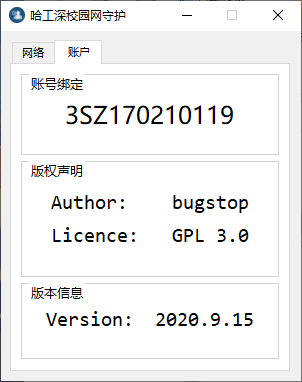 哈工深校园网守护
网络 账户
账号绑定
3SZ170210119
版权声明
Author: bugstop
Licence: GPL 3.0
版本信息
Version: 2020.9.15